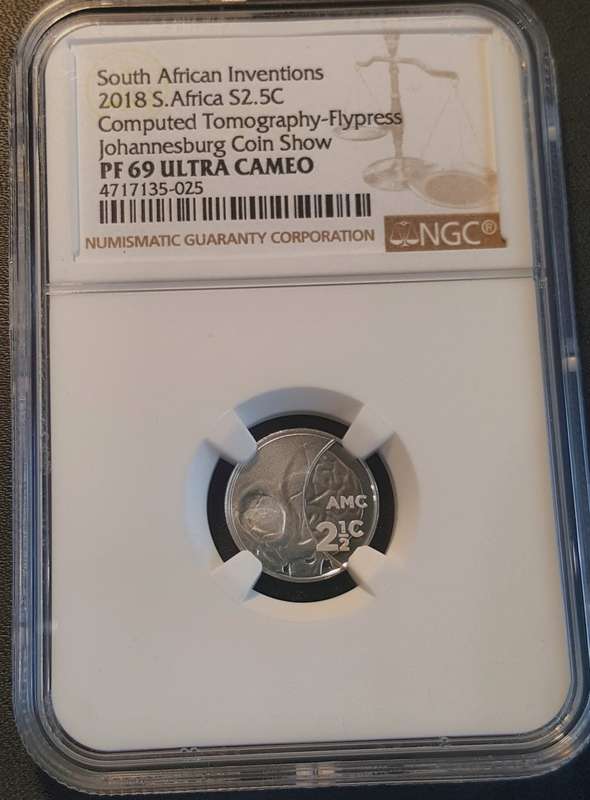 South African Inventions
2018 S.Africa S2.5C
Computed Tomography-Flypress
Johannesburg Coin Show
PF 69 ULTRA CAMEO
4717135-025
NUMISMATIC GUARANTY CORPORATION
NGC®
AMC
2½C